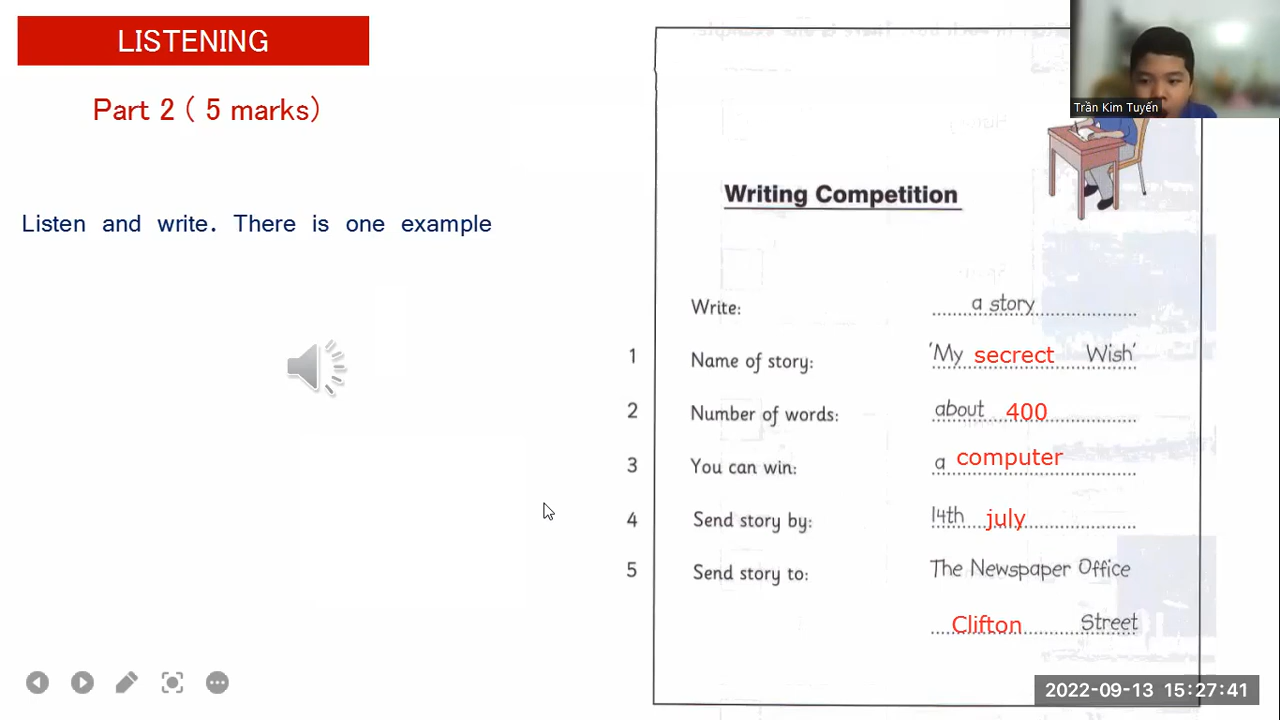 LISTENING
Part 2 ( 5 marks)
Listen and write. There is one example
Trần Kim Tuyến
Writing Competition
Write: a story
1 Name of story: 'My secrect Wish'
2 Number of words: about 400
3 You can win: a computer
4 Send story by: 14th july
5 Send story to: The Newspaper Office
Clifton Street
2022-09-13 15:27:41